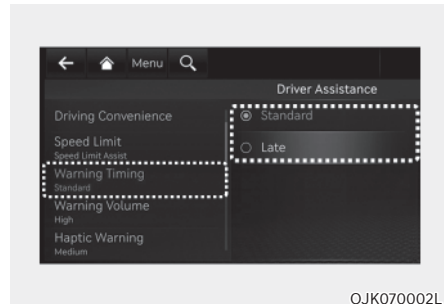 Menu
Driver Assistance
Driving Convenience
Speed Limit
Speed Limit Assist
Warning Timing
Standard
Warning Volume
High
Haptic Warning
Medium
Standard
Late
OJK070002L